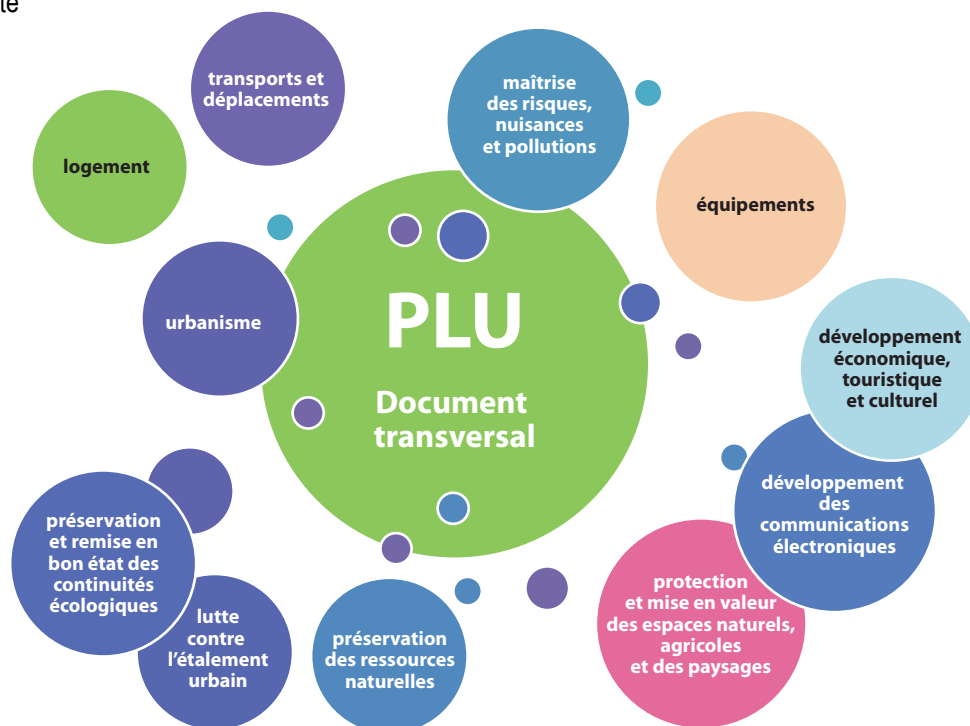 transports et
déplacements
logement
maîtrise
des risques,
nuisances
et pollutions
équipements
urbanisme
PLU
Document
transversal
développement
économique,
touristique
et culturel
développement
des
communications
électroniques
préservation
et remise en
bon état des
continuités
écologiques
lutte
contre
l'étalement
urbain
préservation
des ressources
naturelles
protection
et mise en valeur
des espaces naturels,
agricoles
et des paysages